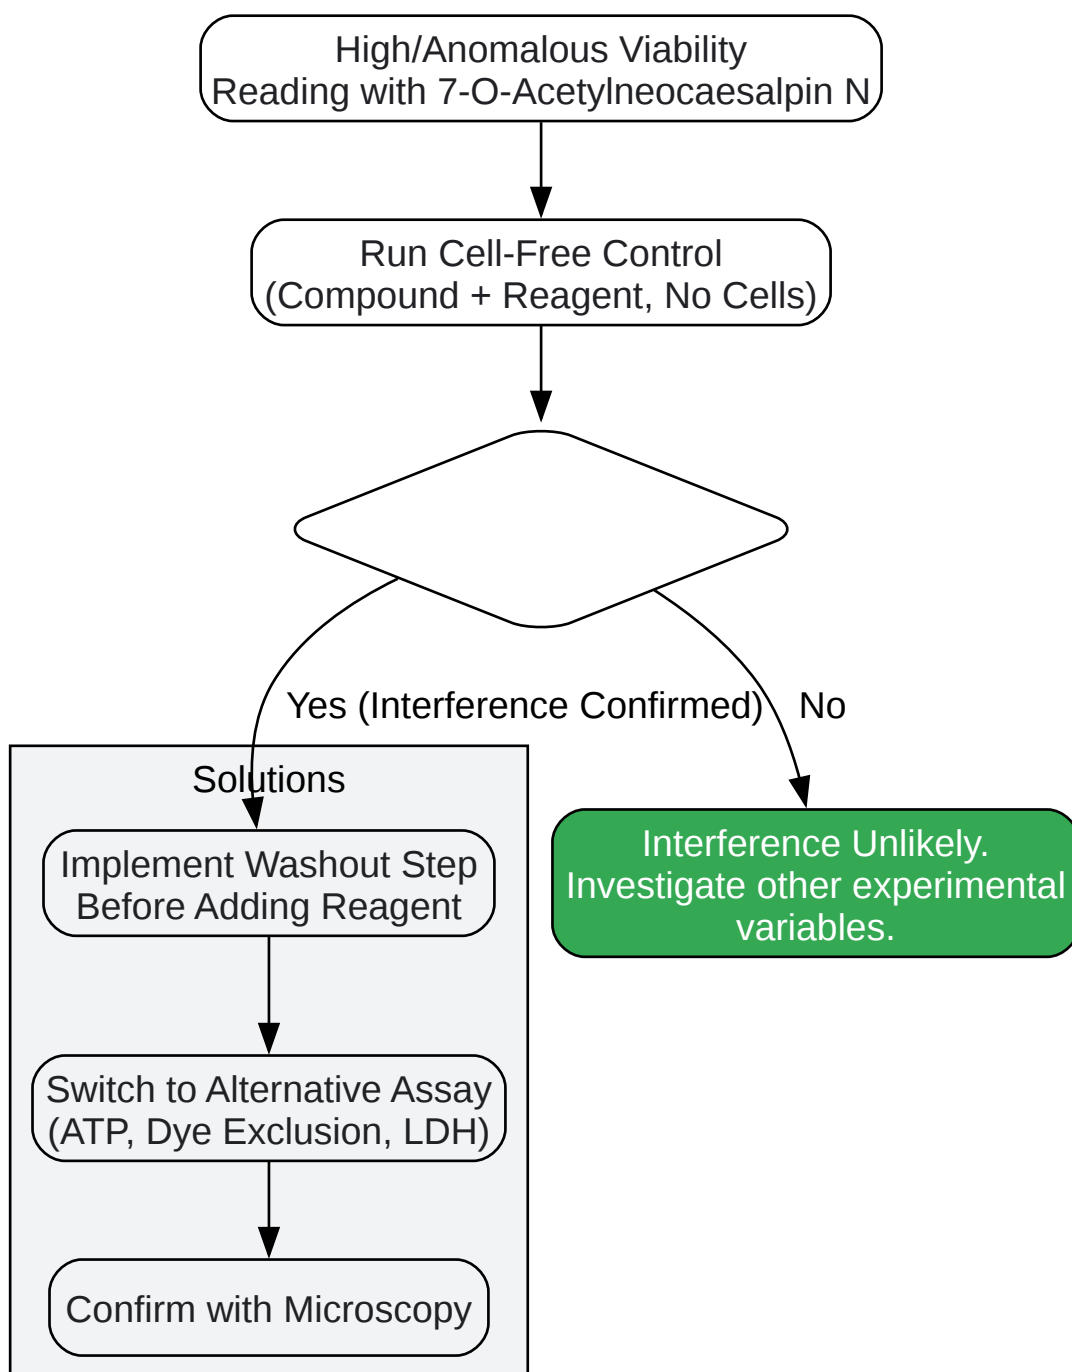 High/Anomalous Viability
Reading with 7-O-Acetylneocaesalpin N
Run Cell-Free Control
(Compound + Reagent, No Cells)
Yes (Interference Confirmed)
No
Solutions
Implement Washout Step
Before Adding Reagent
Interference Unlikely.
Investigate other experimental
variables.
Switch to Alternative Assay
(ATP, Dye Exclusion, LDH)
Confirm with Microscopy